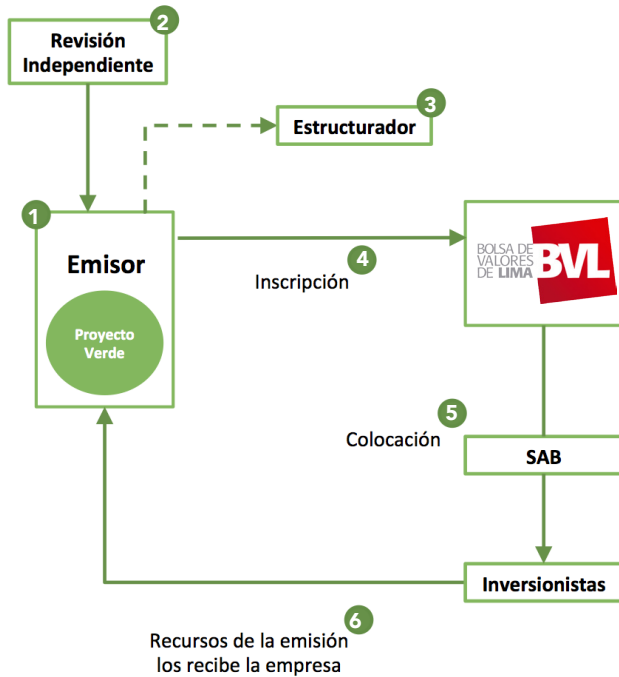 2
Revisión
Independiente
3
Estructurador
1
Emisor
Proyecto
Verde
4
Inscripción
BOLSA DE
VALORES
DE LIMA
BVL
5
Colocación
SAB
Inversionistas
6
Recursos de la emisión
los recibe la empresa